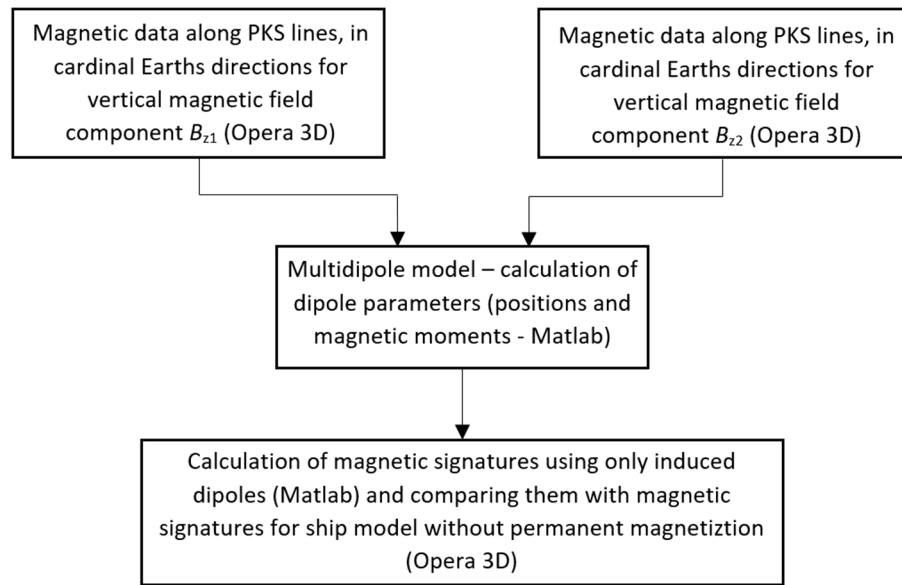 Magnetic data along PKS lines, in
cardinal Earths directions for
vertical magnetic field
component Bz1 (Opera 3D)
Magnetic data along PKS lines, in
cardinal Earths directions for
vertical magnetic field
component Bz2 (Opera 3D)
Multidipole model – calculation of
dipole parameters (positions and
magnetic moments - Matlab)
Calculation of magnetic signatures using only induced
dipoles (Matlab) and comparing them with magnetic
signatures for ship model without permanent magnetiztion
(Opera 3D)